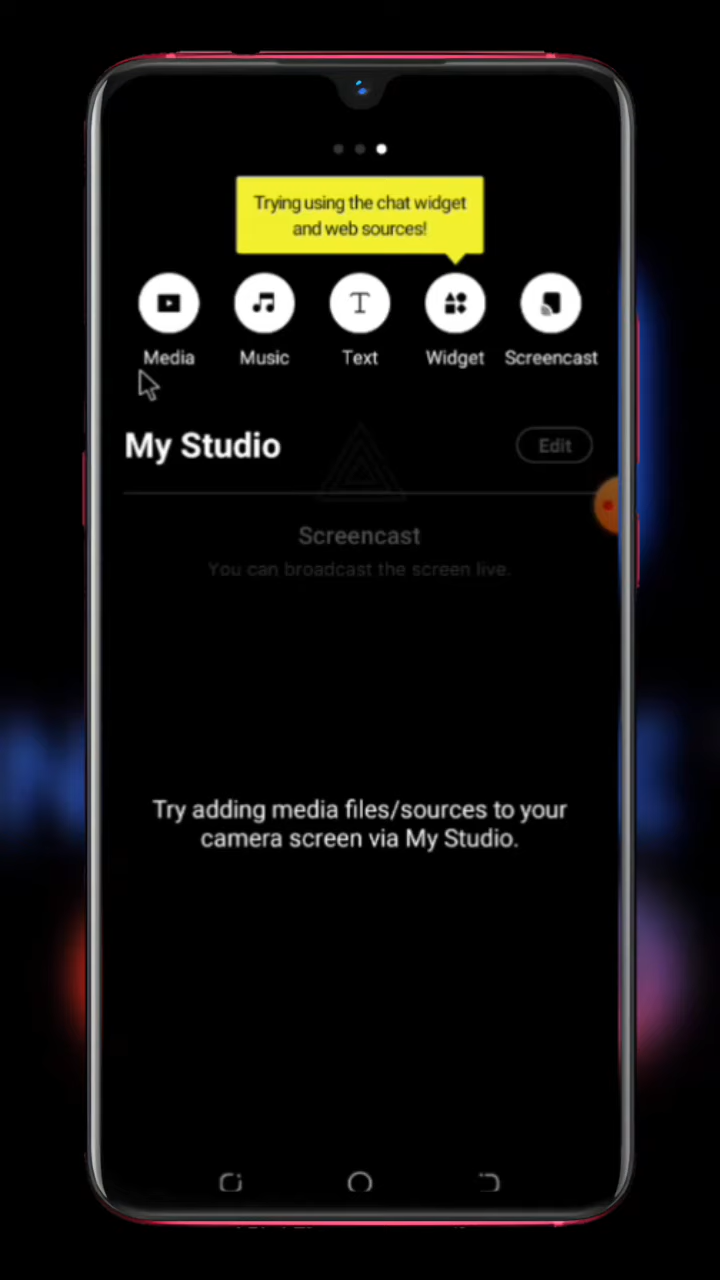 Trying using the chat widget
and web sources!
Media Music Text Widget Screencast
My Studio Edit
Screencast
You can broadcast the screen live.
Try adding media files/sources to your
camera screen via My Studio.